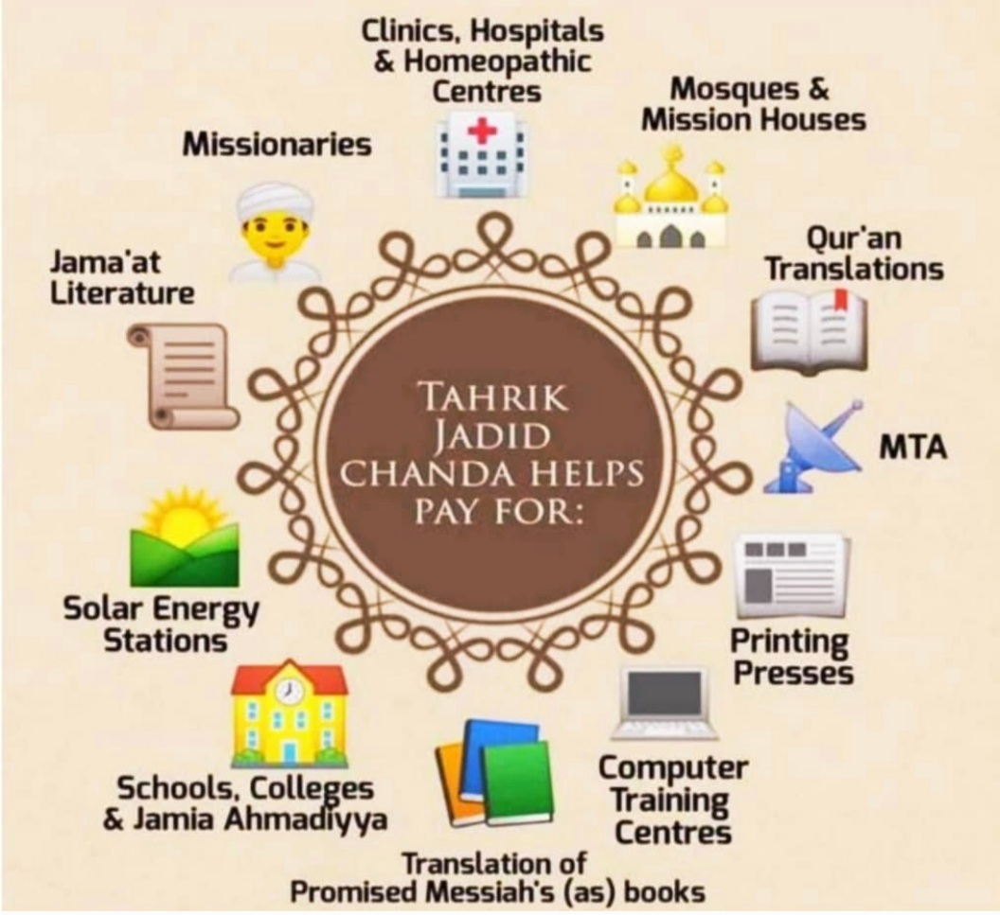 Clinics, Hospitals
& Homeopathic
Centres
Mosques &
Mission Houses
Missionaries
Qur'an
Translations
Jama'at
Literature
TAHRIK
JADID
CHANDA HELPS
PAY FOR:
MTA
Solar Energy
Stations
Printing
Presses
Schools, Colleges
& Jamia Ahmadiyya
Computer
Training
Centres
Translation of
Promised Messiah's (as) books